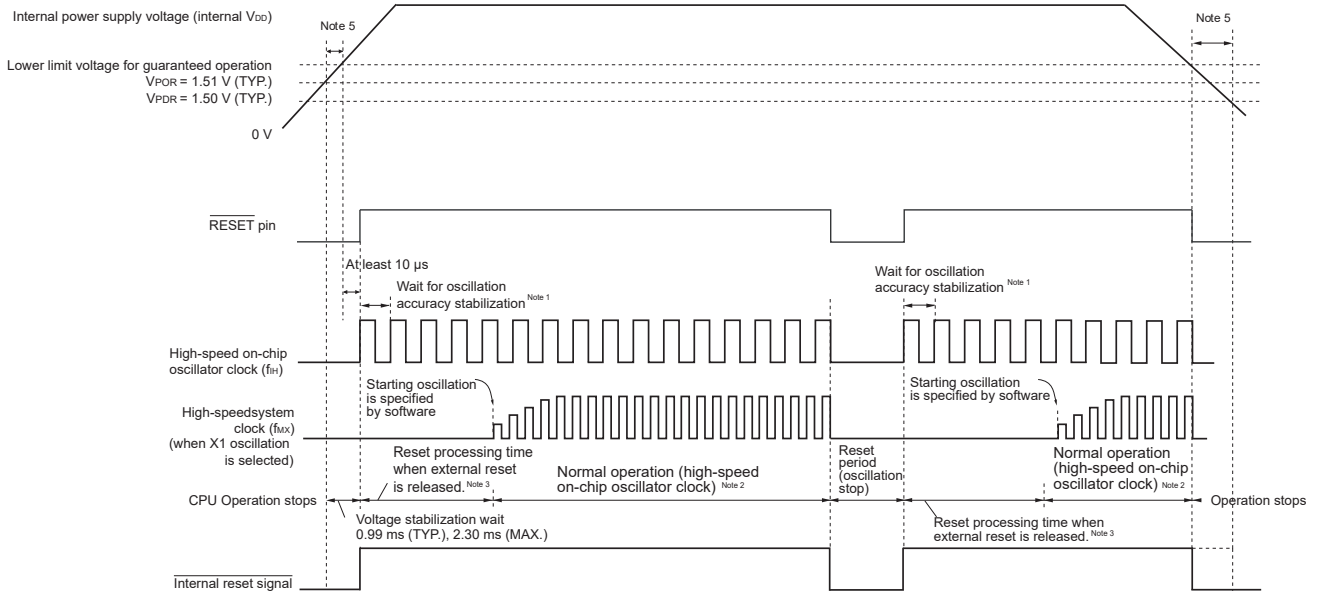 Internal power supply voltage (internal VDD)
Note 5
Note 5
Lower limit voltage for guaranteed operation
VPOR = 1.51 V (TYP.)
VPDR = 1.50 V (TYP.)
0 V
RESET pin
At least 10 µs
Wait for oscillation
accuracy stabilization Note 1
Wait for oscillation
accuracy stabilization Note 1
High-speed on-chip
oscillator clock (fIH)
Starting oscillation
is specified
by software
Starting oscillation
is specified
by software
High-speedsystem
clock (fMX)
(when X1 oscillation
is selected)
Reset processing time
when external reset
is released. Note 3
Normal operation (high-speed
on-chip oscillator clock) Note 2
Reset
period
(oscillation
stop)
Normal operation
(high-speed on-chip
oscillator clock) Note 2
CPU Operation stops
Operation stops
Voltage stabilization wait
0.99 ms (TYP.), 2.30 ms (MAX.)
Reset processing time when
external reset is released. Note 3
Internal reset signal